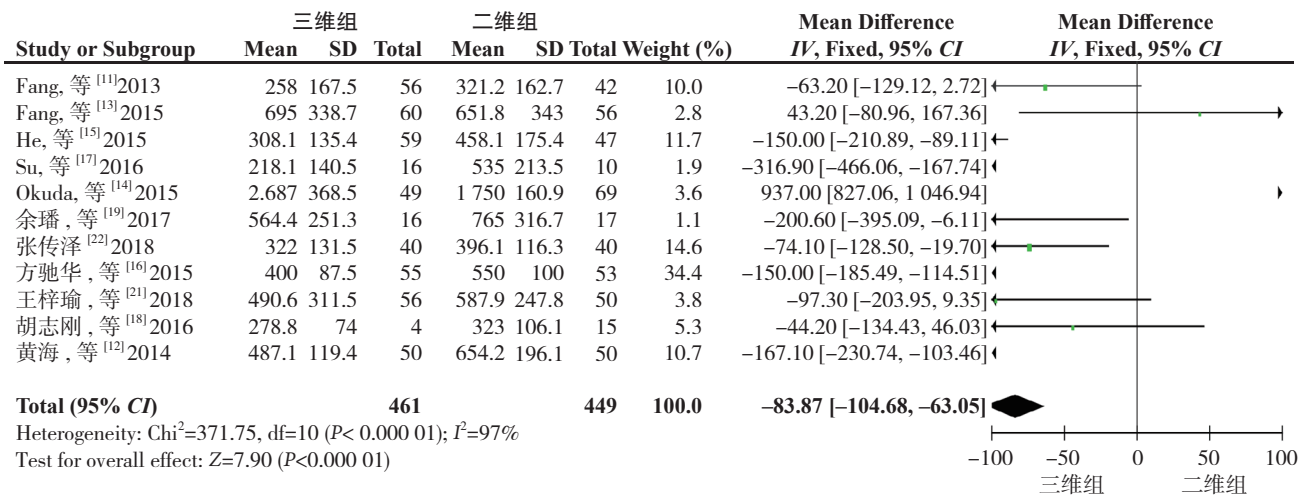 三维组 二维组 Mean Difference Mean Difference
Study or Subgroup Mean SD Total Mean SD Total Weight (%) IV, Fixed, 95% CI IV, Fixed, 95% CI
Fang, 等 [11]2013 258 167.5 56 321.2 162.7 42 10.0 −63.20 [−129.12, 2.72]
Fang, 等 [13]2015 695 338.7 60 651.8 343 56 2.8 43.20 [−80.96, 167.36]
He, 等 [15]2015 308.1 135.4 59 458.1 175.4 47 11.7 −150.00 [−210.89, −89.11]
Su, 等 [17]2016 218.1 140.5 16 535 213.5 10 1.9 −316.90 [−466.06, −167.74]
Okuda, 等 [14]2015 2.687 368.5 49 1 750 160.9 69 3.6 937.00 [827.06, 1 046.94]
余璠 , 等 [19]2017 564.4 251.3 16 765 316.7 17 1.1 −200.60 [−395.09, −6.11]
张传泽 [22]2018 322 131.5 40 396.1 116.3 40 14.6 −74.10 [−128.50, −19.70]
方驰华 , 等 [16]2015 400 87.5 55 550 100 53 34.4 −150.00 [−185.49, −114.51]
王梓瑜 , 等 [21]2018 490.6 311.5 56 587.9 247.8 50 3.8 −97.30 [−203.95, 9.35]
胡志刚 , 等 [18]2016 278.8 74 4 323 106.1 15 5.3 −44.20 [−134.43, 46.03]
黄海 , 等 [12]2014 487.1 119.4 50 654.2 196.1 50 10.7 −167.10 [−230.74, −103.46]
Total (95% CI) 461 449 100.0 −83.87 [−104.68, −63.05]
Heterogeneity: Chi²=371.75, df=10 (P< 0.000 01); I²=97%
Test for overall effect: Z=7.90 (P<0.000 01)
−100 −50 0 50 100
三维组 二维组